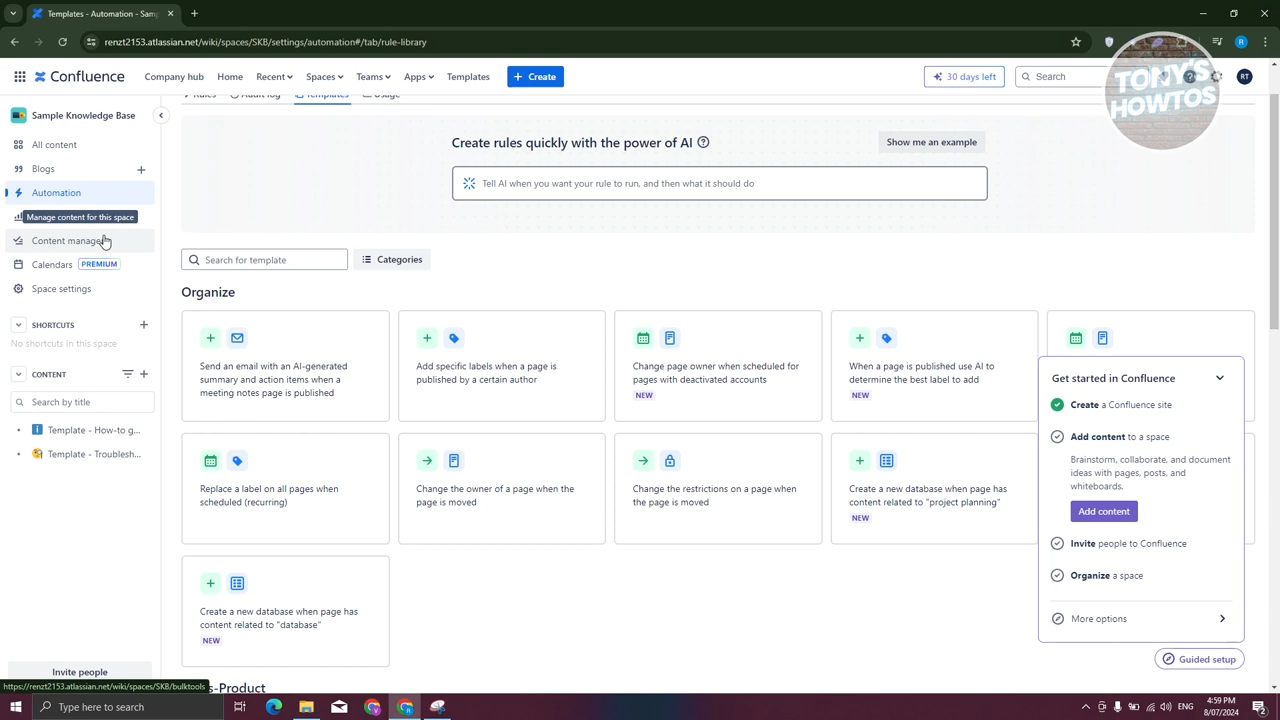 Templates - Automation - Sam
renzt2153.atlassian.net/wiki/spaces/SKB/settings/automation#/tab/rule-library
R
Confluence
Company hub
Home
Recent
Spaces
Teams
Apps
Templates
+ Create
30 days left
Search
RT
TONY'S
HOWTOS
Sample Knowledge Base
All content
Blogs
Automation
Manage content for this space
Content manage
Calendars
PREMIUM
Space settings
SHORTCUTS
No shortcuts in this space
CONTENT
Search by title
Template - How-to g...
Template - Troublesh...
Invite people
https://renzt2153.atlassian.net/wiki/spaces/SKB/bulktools
Rules
Audit log
Templates
Usage
Create rules quickly with the power of AI
Show me an example
Tell AI when you want your rule to run, and then what it should do
Search for template
Categories
Organize
Send an email with an AI-generated
summary and action items when a
meeting notes page is published
Add specific labels when a page is
published by a certain author
Change page owner when scheduled for
pages with deactivated accounts
NEW
When a page is published use AI to
determine the best label to add
NEW
Replace a label on all pages when
scheduled (recurring)
Change the owner of a page when the
page is moved
Change the restrictions on a page when
the page is moved
Create a new database when page has
content related to "project planning"
NEW
Create a new database when page has
content related to "database"
NEW
s-Product
Get started in Confluence
Create a Confluence site
Add content to a space
Brainstorm, collaborate, and document
ideas with pages, posts, and
whiteboards.
Add content
Invite people to Confluence
Organize a space
More options
Guided setup
Type here to search
ENG
4:59 PM
8/07/2024
2